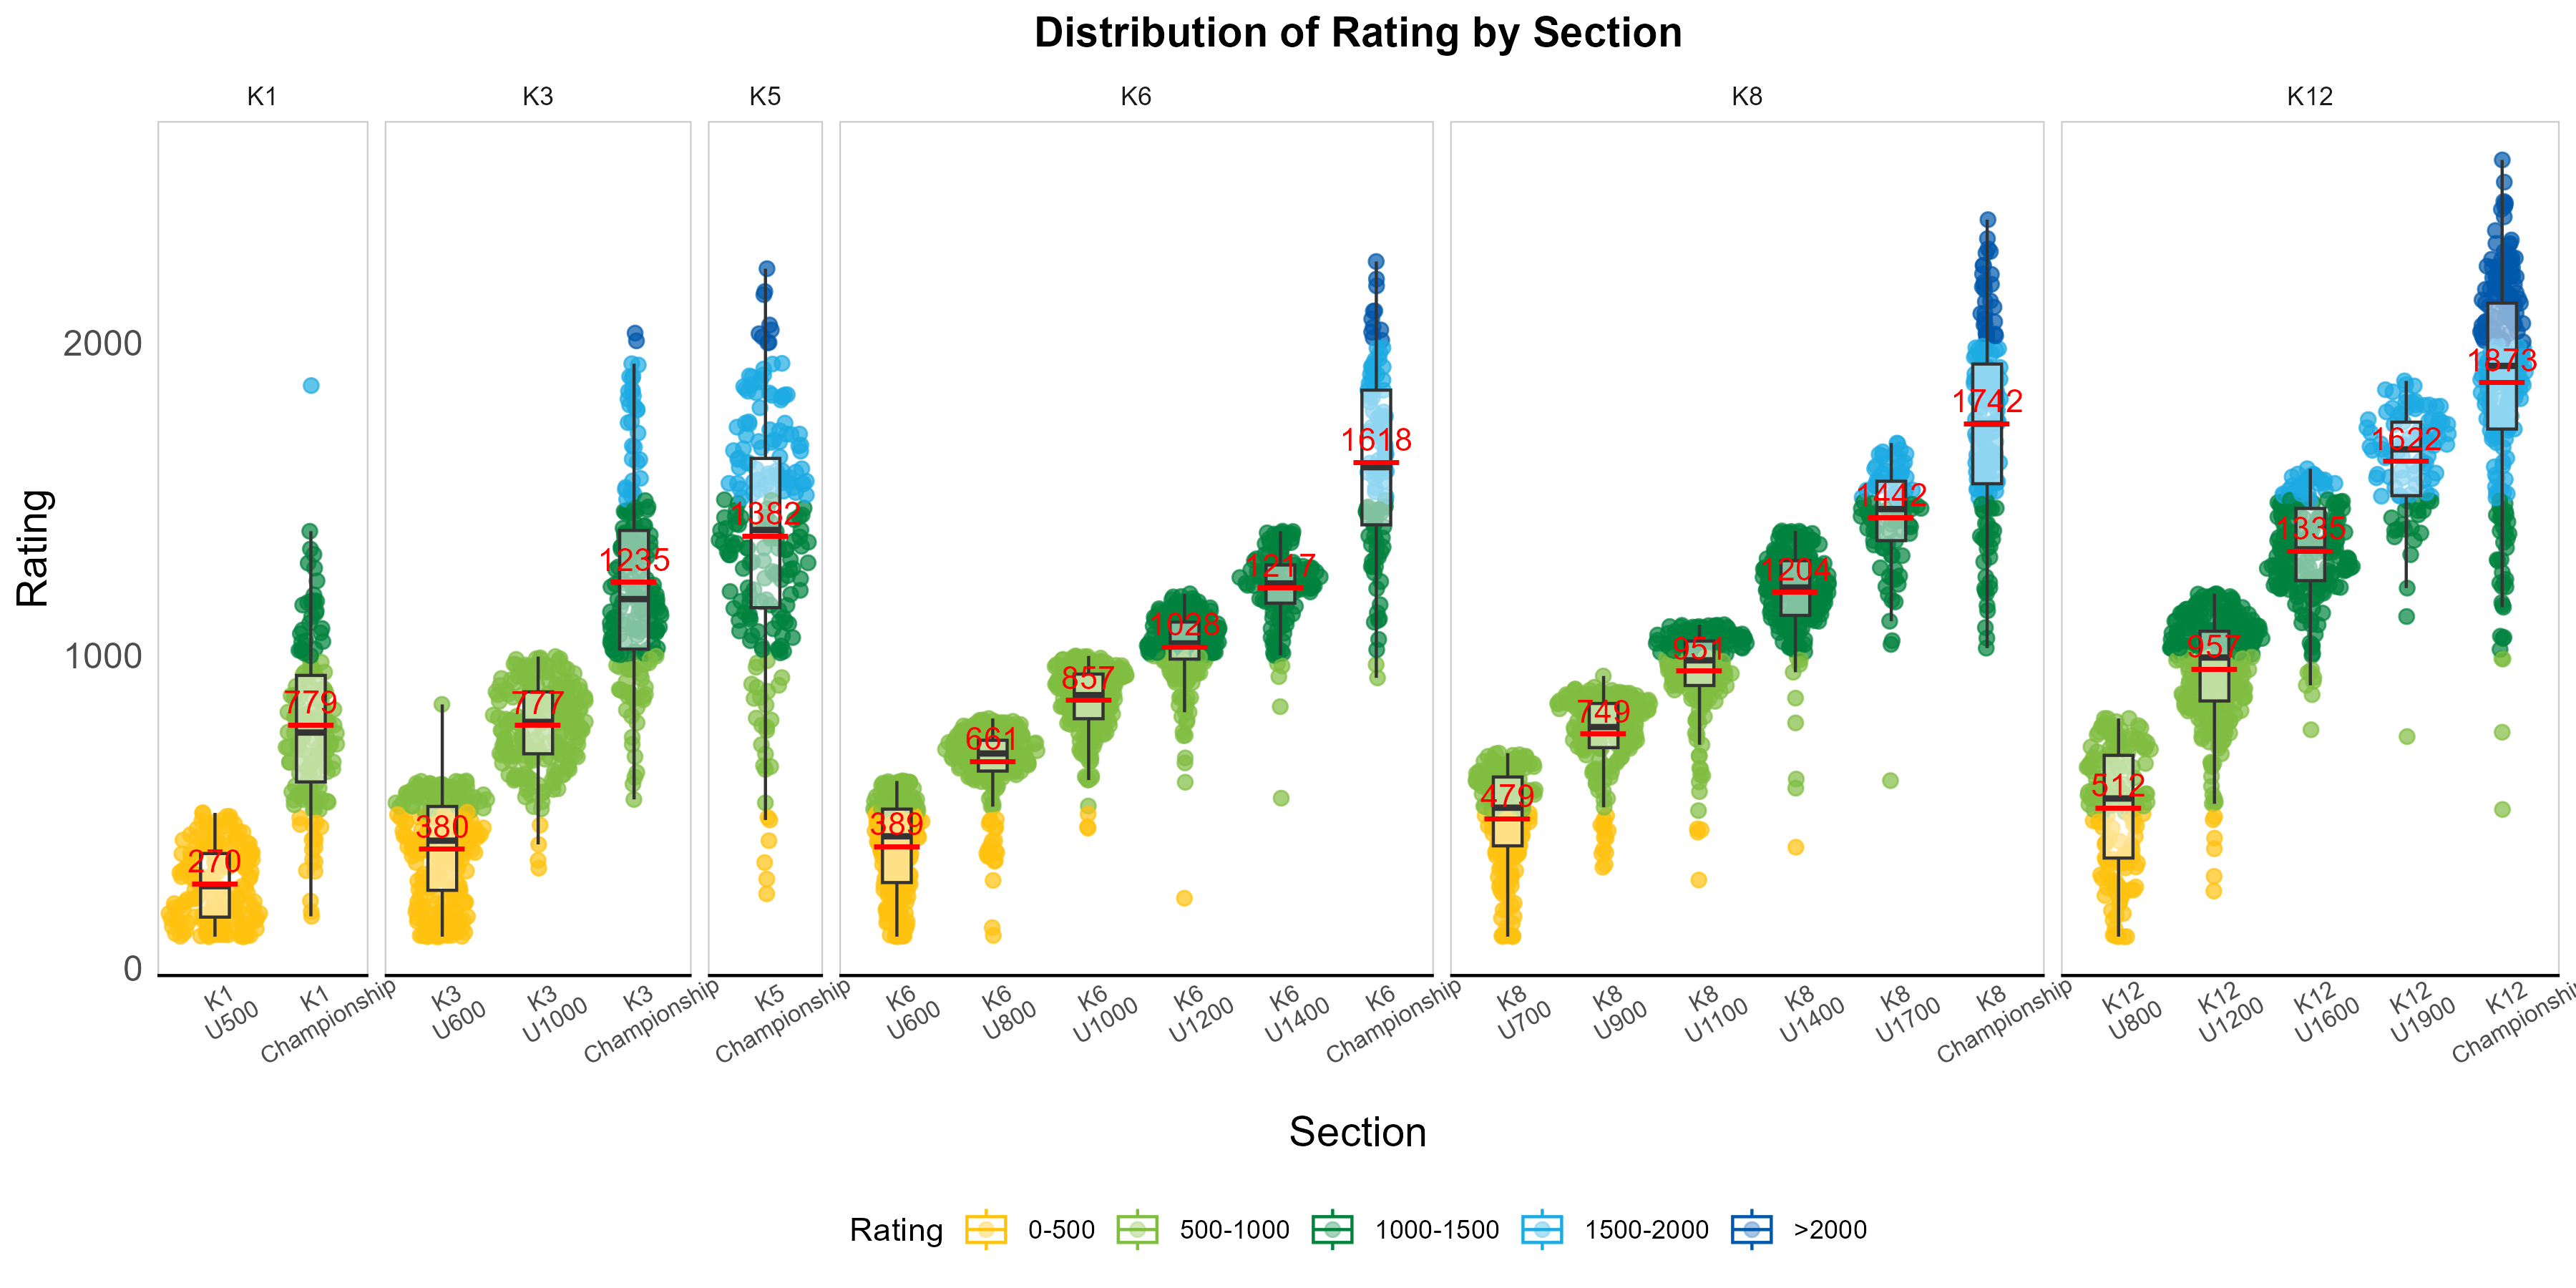 Distribution of Rating by Section
K1
K3
K5
K6
K8
K12
Rating
2000
1000
0
270
779
380
777
1235
1382
389
661
857
1028
1217
1618
479
749
951
1204
1442
1742
512
957
1335
1622
1873
K1
U500
K1
Championship
K3
U600
K3
U1000
K3
Championship
K5
Championship
K6
U600
K6
U800
K6
U1000
K6
U1200
K6
U1400
K6
Championship
K8
U700
K8
U900
K8
U1100
K8
U1400
K8
U1700
K8
Championship
K12
U800
K12
U1200
K12
U1600
K12
U1900
K12
Championshi
Section
Rating
0-500
500-1000
1000-1500
1500-2000
>2000